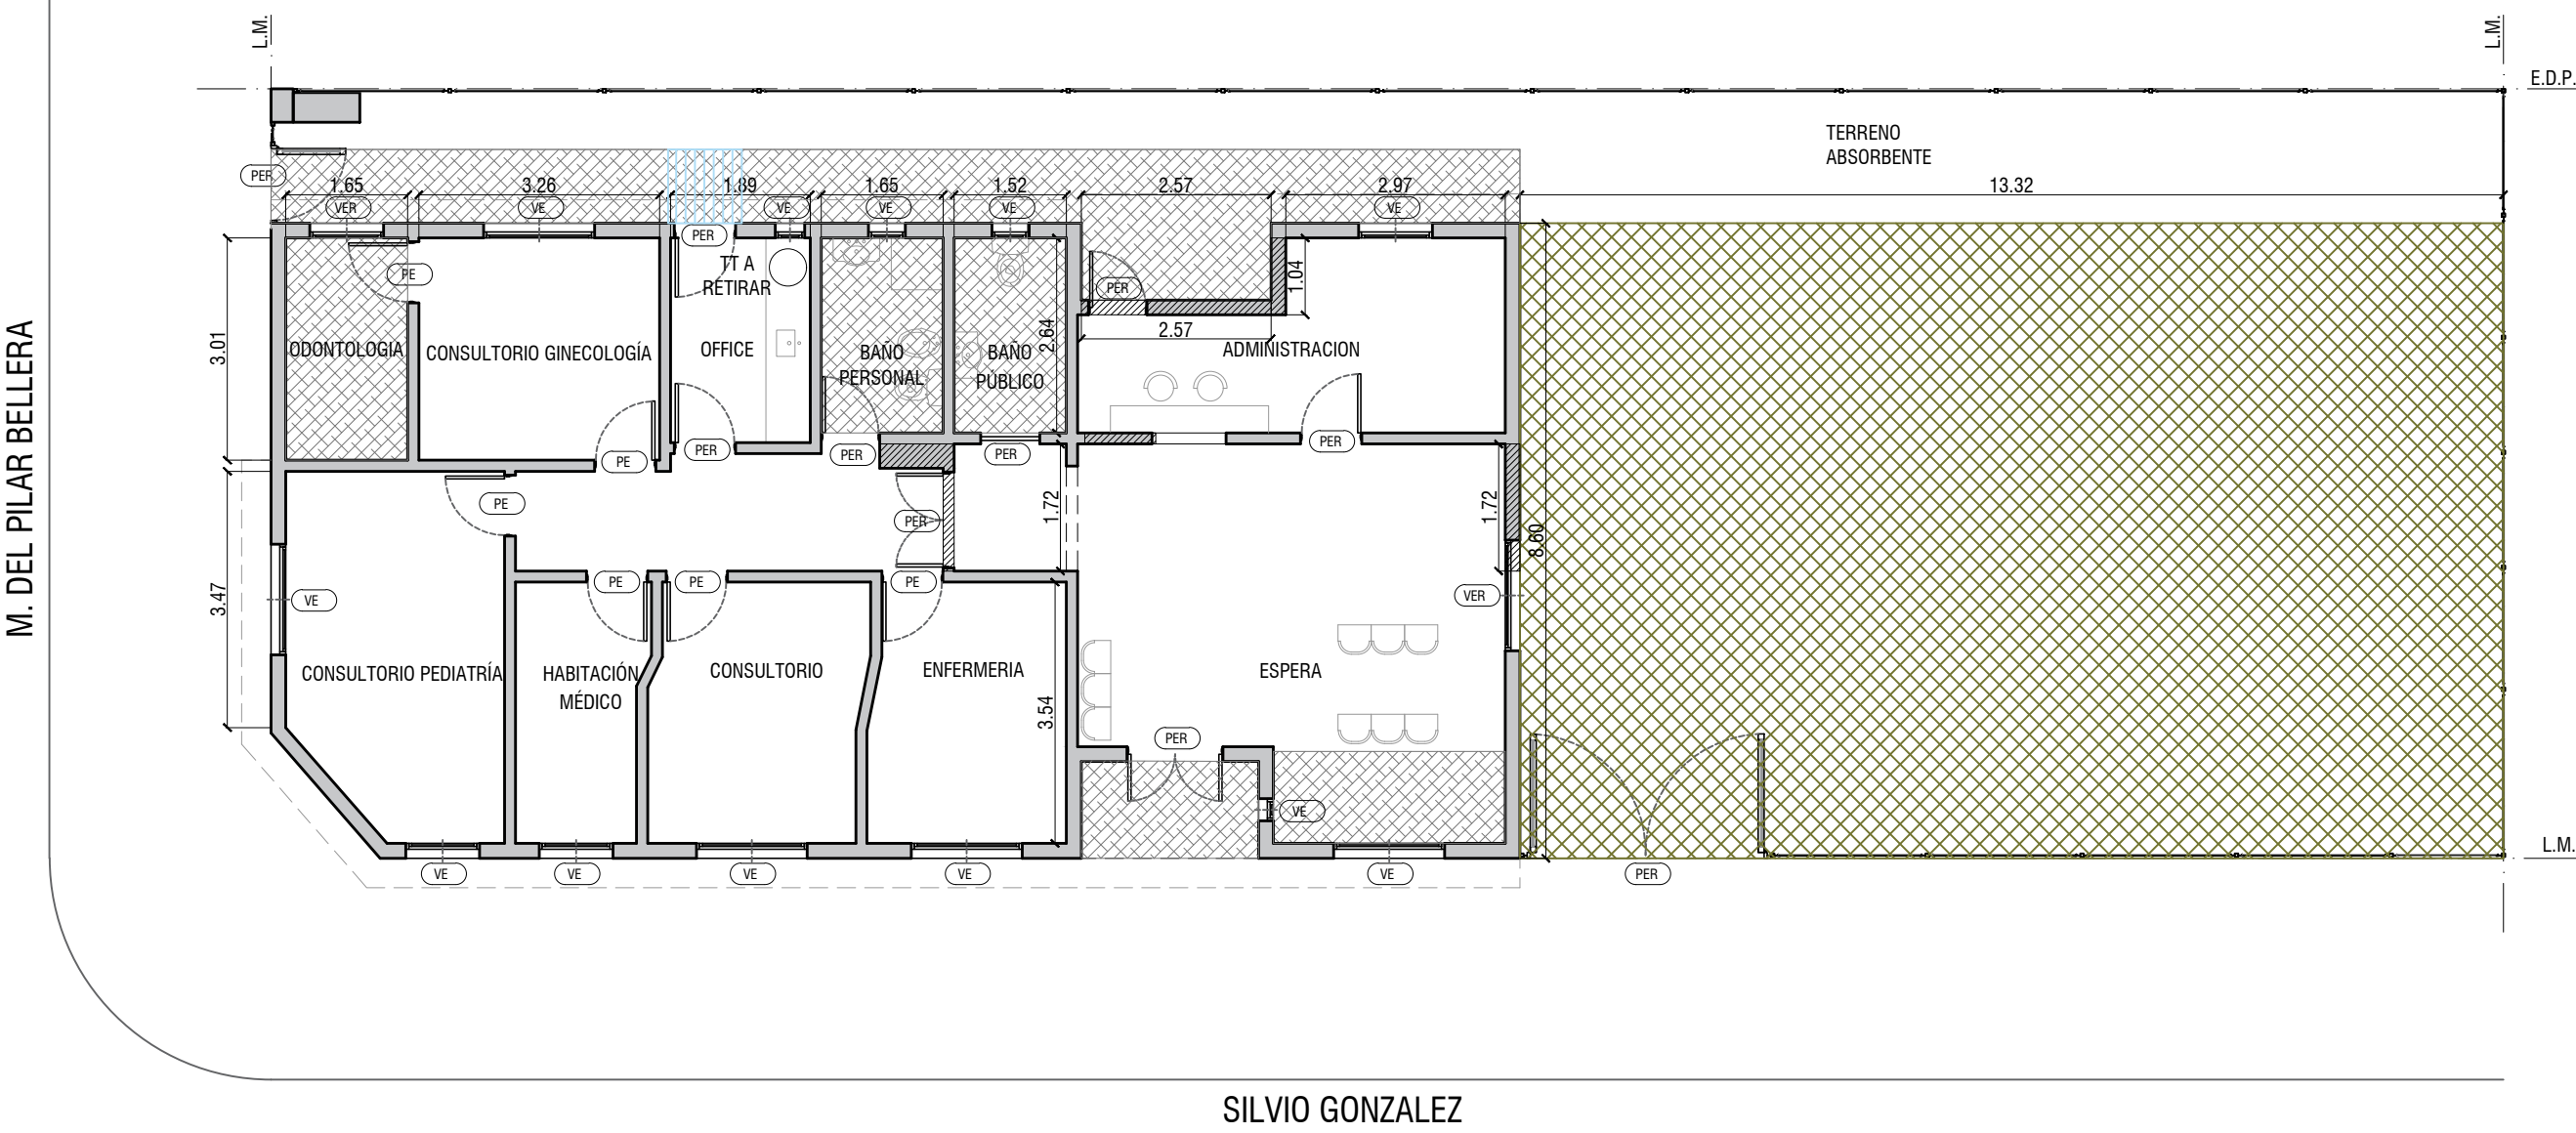 L.M.
L.M.
E.D.P.
TERRENO
ABSORBENTE
PER
1.65
3.26
1.89
1.65
1.52
2.57
2.97
13.32
VER
VE
VE
VE
VE
VE
PER
PE
TT A
RETIRAR
PER
1.04
3.01
2.64
2.57
ODONTOLOGIA
CONSULTORIO GINECOLOGÍA
OFFICE
BAÑO
PERSONAL
BAÑO
PÚBLICO
ADMINISTRACION
PE
PER
PER
PER
PER
M. DEL PILAR BELLERA
PE
PER
1.72
1.72
8.60
3.47
VE
PE
PE
PE
VER
CONSULTORIO PEDIATRÍA
HABITACIÓN
MÉDICO
CONSULTORIO
ENFERMERIA
ESPERA
3.54
PER
VE
L.M.
VE
VE
VE
VE
VE
PER
SILVIO GONZALEZ